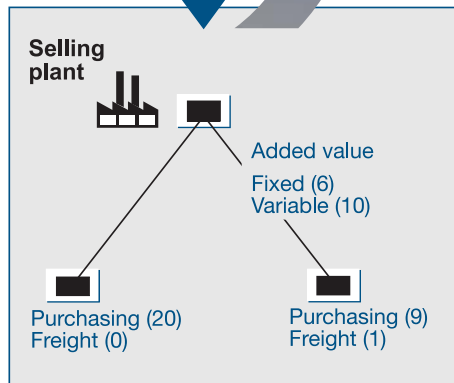 Selling
plant
Added value
Fixed (6)
Variable (10)
Purchasing (20)
Freight (0)
Purchasing (9)
Freight (1)